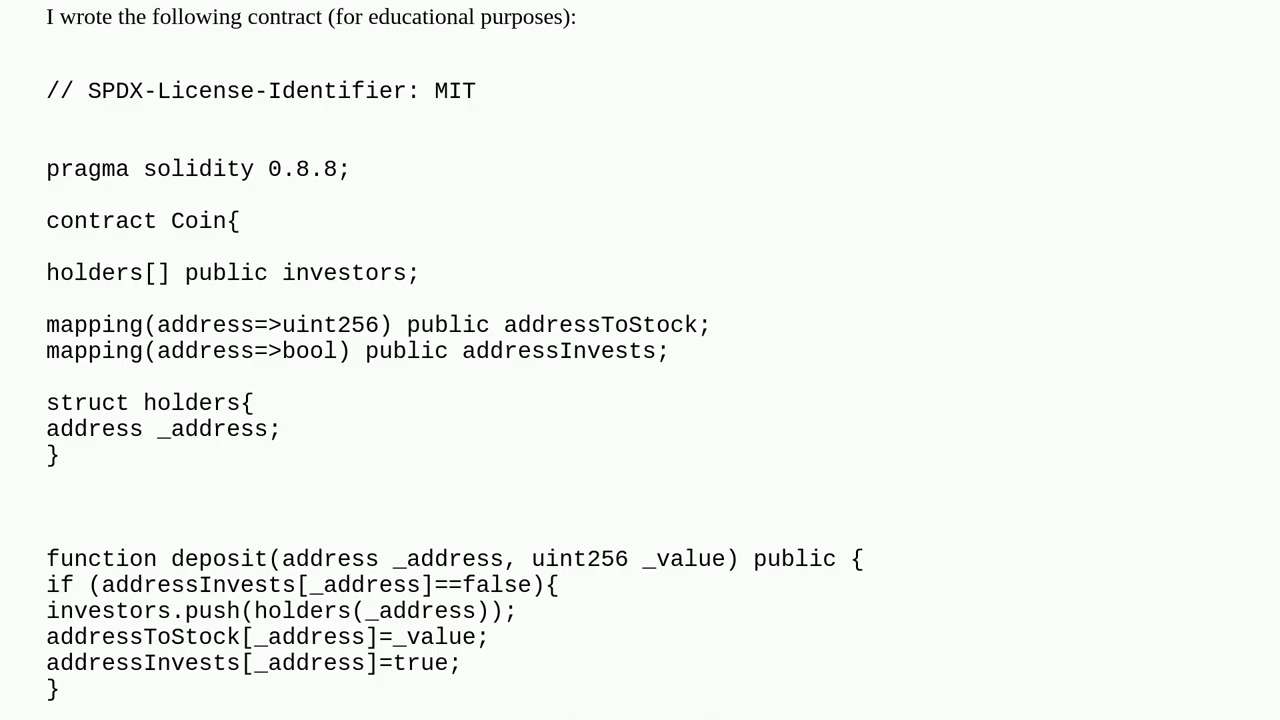 I wrote the following contract (for educational purposes):
// SPDX-License-Identifier: MIT
pragma solidity 0.8.8;
contract Coin{
holders[] public investors;
mapping(address=>uint256) public addressToStock;
mapping(address=>bool) public addressInvests;
struct holders{
address _address;
}
function deposit(address _address, uint256 _value) public {
if (addressInvests[_address]==false){
investors.push(holders(_address));
addressToStock[_address]=_value;
addressInvests[_address]=true;
}